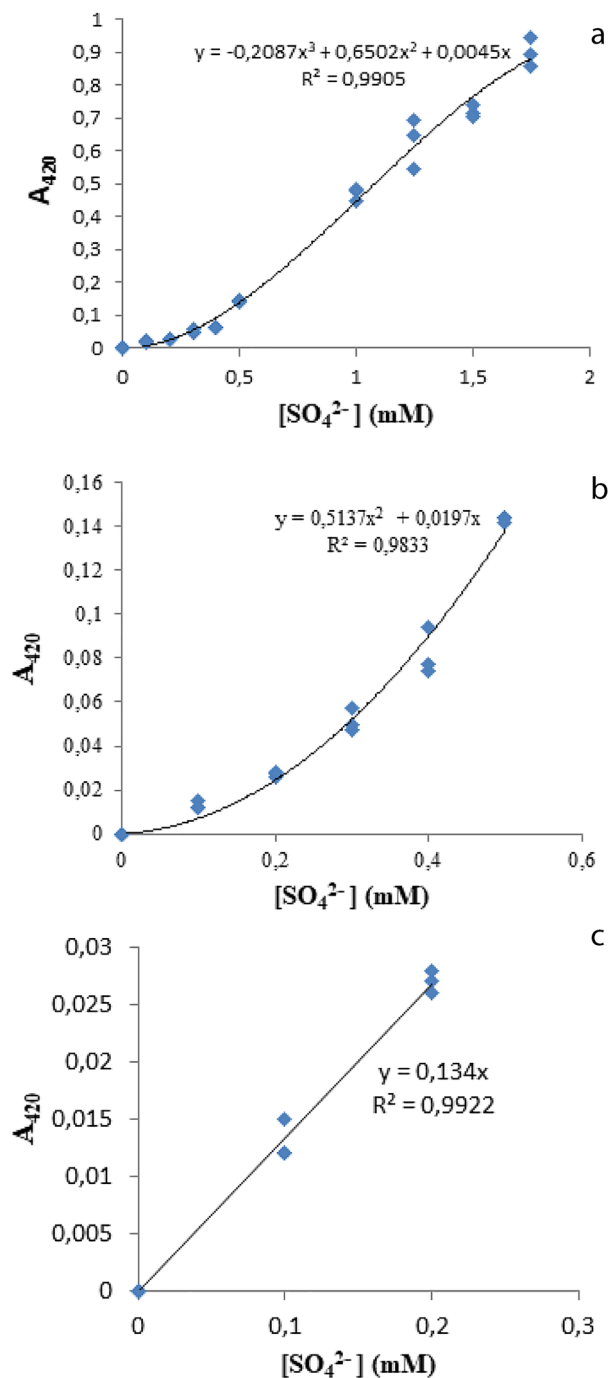 a
y = -0,2087x³ + 0,6502x² + 0,0045x
R² = 0,9905
A₄₂₀
1
0,9
0,8
0,7
0,6
0,5
0,4
0,3
0,2
0,1
0
0 0,5 1 1,5 2
[SO₄²⁻] (mM)
b
y = 0,5137x² + 0,0197x
R² = 0,9833
A₄₂₀
0,16
0,14
0,12
0,1
0,08
0,06
0,04
0,02
0
0 0,2 0,4 0,6
[SO₄²⁻] (mM)
c
y = 0,134x
R² = 0,9922
A₄₂₀
0,03
0,025
0,02
0,015
0,01
0,005
0
0 0,1 0,2 0,3
[SO₄²⁻] (mM)